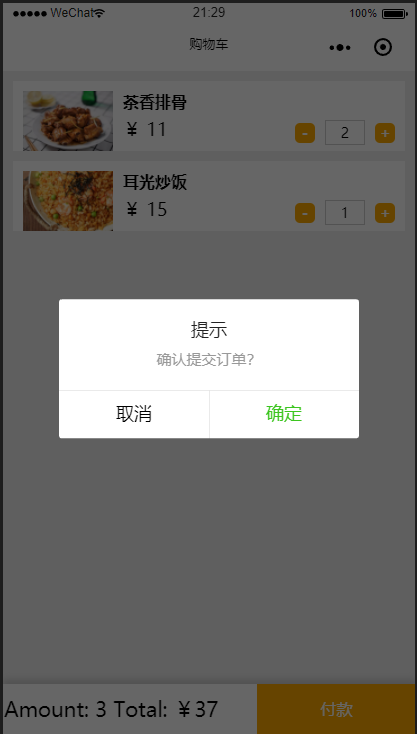 WeChat 21:29 100%
购物车
茶香排骨
￥ 11
- 2 +
耳光炒饭
￥ 15
- 1 +
提示
确认提交订单?
取消 确定
Amount: 3 Total: ￥37 付款